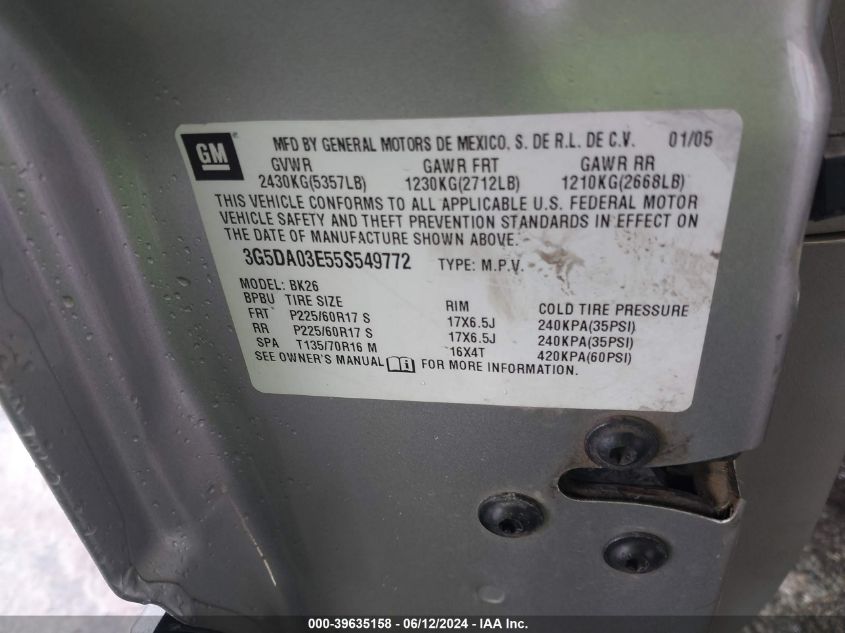 GM
MFD BY GENERAL MOTORS DE MEXICO. S. DE R.L. DE C.V. 01/05
GVWR GAWR FRT GAWR RR
2430KG(5357LB) 1230KG(2712LB) 1210KG(2668LB)
THIS VEHICLE CONFORMS TO ALL APPLICABLE U.S. FEDERAL MOTOR
VEHICLE SAFETY AND THEFT PREVENTION STANDARDS IN EFFECT ON
THE DATE OF MANUFACTURE SHOWN ABOVE.
3G5DA03E55S549772 TYPE: M.P.V.
MODEL: BK26
BPBU TIRE SIZE RIM COLD TIRE PRESSURE
FRT P225/60R17 S 17X6.5J 240KPA(35PSI)
RR P225/60R17 S 17X6.5J 240KPA(35PSI)
SPA T135/70R16 M 16X4T 420KPA(60PSI)
SEE OWNER'S MANUAL FOR MORE INFORMATION.
000-39635158 - 06/12/2024 - IAA Inc.